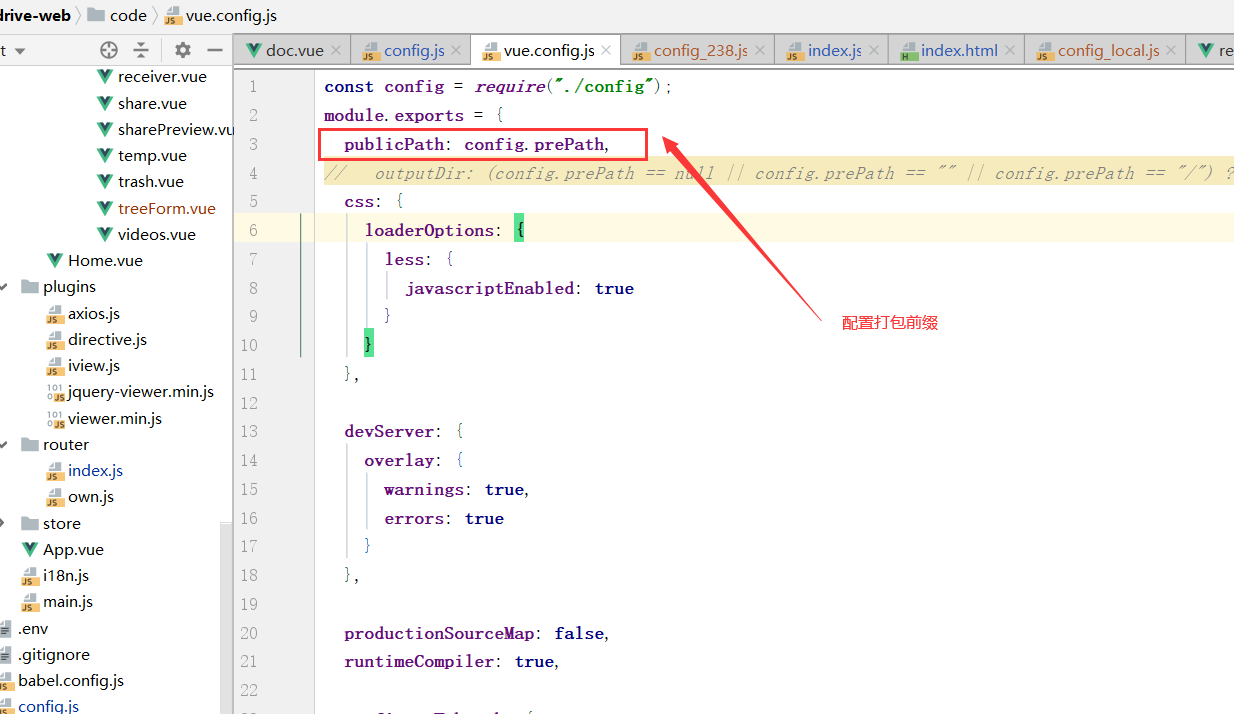 drive-web code vue.config.js
t doc.vue config.js vue.config.js config_238.js index.js index.html config_local.js re
receiver.vue
share.vue
sharePreview.vu
temp.vue
trash.vue
treeForm.vue
videos.vue
Home.vue
plugins
axios.js
directive.js
iview.js
jquery-viewer.min.js
viewer.min.js
router
index.js
own.js
store
App.vue
i18n.js
main.js
.env
.gitignore
babel.config.js
config.js
1 const config = require("./config");
2 module.exports = {
3 publicPath: config.prePath,
4 // outputDir: (config.prePath == null || config.prePath == "" || config.prePath == "/") ?
5 css: {
6 loaderOptions: {
7 less: {
8 javascriptEnabled: true
9 }
10 }
11 },
12
13 devServer: {
14 overlay: {
15 warnings: true,
16 errors: true
17 }
18 },
19
20 productionSourceMap: false,
21 runtimeCompiler: true,
22
配置打包前缀